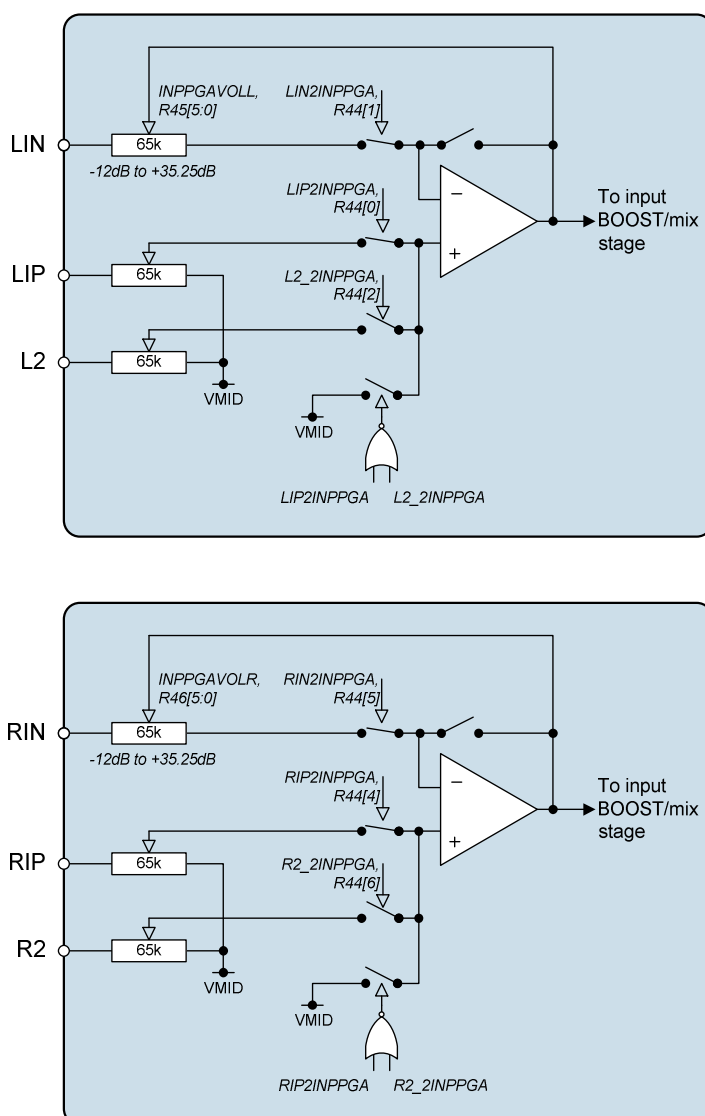 INPPGAVOLL,
R45[5:0]
LIN2INPPGA,
R44[1]
LIN
65k
-12dB to +35.25dB
LIP2INPPGA,
R44[0]
−
+
To input
BOOST/mix
stage
LIP
65k
L2_2INPPGA,
R44[2]
L2
65k
VMID
VMID
LIP2INPPGA L2_2INPPGA
INPPGAVOLR,
R46[5:0]
RIN2INPPGA,
R44[5]
RIN
65k
-12dB to +35.25dB
RIP2INPPGA,
R44[4]
−
+
To input
BOOST/mix
stage
RIP
65k
R2_2INPPGA,
R44[6]
R2
65k
VMID
VMID
RIP2INPPGA R2_2INPPGA